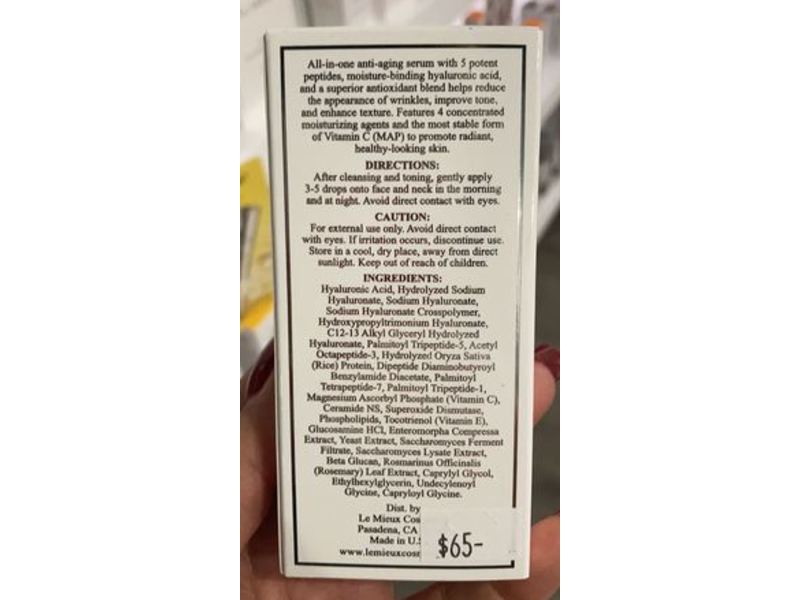 All-in-one anti-aging serum with 5 potent
peptides, moisture-binding hyaluronic acid,
and a superior antioxidant blend helps reduce
the appearance of wrinkles, improve tone,
and enhance texture. Features 4 concentrated
moisturizing agents and the most stable form
of Vitamin C (MAP) to promote radiant,
healthy-looking skin.
DIRECTIONS:
After cleansing and toning, gently apply
3-5 drops onto face and neck in the morning
and at night. Avoid direct contact with eyes.
CAUTION:
For external use only. Avoid direct contact
with eyes. If irritation occurs, discontinue use.
Store in a cool, dry place, away from direct
sunlight. Keep out of reach of children.
INGREDIENTS:
Hyaluronic Acid, Hydrolyzed Sodium
Hyaluronate, Sodium Hyaluronate,
Sodium Hyaluronate Crosspolymer,
Hydroxypropyltrimonium Hyaluronate,
C12-13 Alkyl Glyceryl Hydrolyzed
Hyaluronate, Palmitoyl Tripeptide-5, Acetyl
Octapeptide-3, Hydrolyzed Oryza Sativa
(Rice) Protein, Dipeptide Diaminobutyroyl
Benzylamide Diacetate, Palmitoyl
Tetrapeptide-7, Palmitoyl Tripeptide-1,
Magnesium Ascorbyl Phosphate (Vitamin C),
Ceramide NS, Superoxide Dismutase,
Phospholipids, Tocotrienol (Vitamin E),
Glucosamine HCl, Enteromorpha Compressa
Extract, Yeast Extract, Saccharomyces Ferment
Filtrate, Saccharomyces Lysate Extract,
Beta Glucan, Rosmarinus Officinalis
(Rosemary) Leaf Extract, Caprylyl Glycol,
Ethylhexylglycerin, Undecylenoyl
Glycine, Capryloyl Glycine.
Dist. by
Le Mieux Cos
Pasadena, CA
Made in U.S
www.lemieuxcosm
$65-